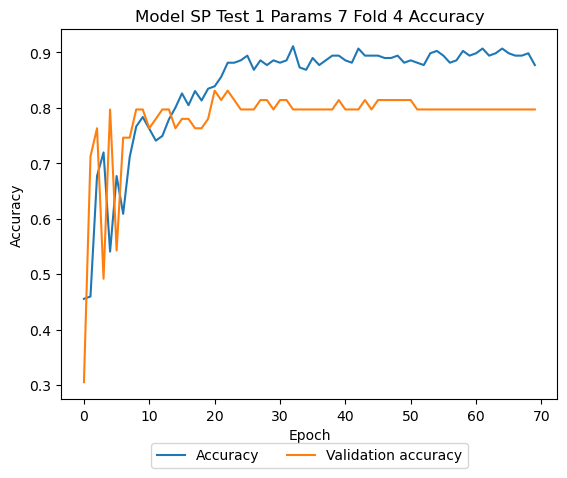 Model SP Test 1 Params 7 Fold 4 Accuracy
0.9
0.8
0.7
0.6
0.5
0.4
0.3
Accuracy
0 10 20 30 40 50 60 70
Epoch
Accuracy Validation accuracy